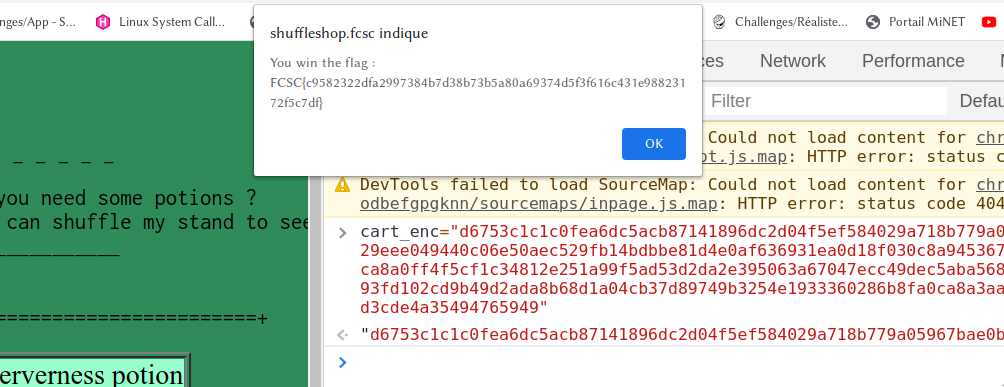 nges/App - S...
Linux System Call...
Challenges/Réaliste...
Portail MiNET
shuffleshop.fcsc indique
You win the flag :
FCSC{c9582322dfa2997384b7d38b73b5a80a69374d5f3f616c431e988231
72f5c7df}
OK
ces
Network
Performance
Filter
Defau
Could not load content for chr
ot.js.map: HTTP error: status c
DevTools failed to load SourceMap: Could not load content for chr
odbefgpgknn/sourcemaps/inpage.js.map: HTTP error: status code 404
_ _ _ _ _
you need some potions ?
can shuffle my stand to see
___________
========================+
erverness potion
cart_enc="d6753c1c1c0fea6dc5acb87141896dc2d04f5ef584029a718b779a0
29eee049440c06e50aec529fb14bdbbe81d4e0af636931ea0d18f030c8a945367
ca8a0ff4f5cf1c34812e251a99f5ad53d2da2e395063a67047ecc49dec5aba568
93fd102cd9b49d2ada8b68d1a04cb37d89749b3254e1933360286b8fa0ca8a3aa
d3cde4a35494765949"
"d6753c1c1c0fea6dc5acb87141896dc2d04f5ef584029a718b779a05967bae0b